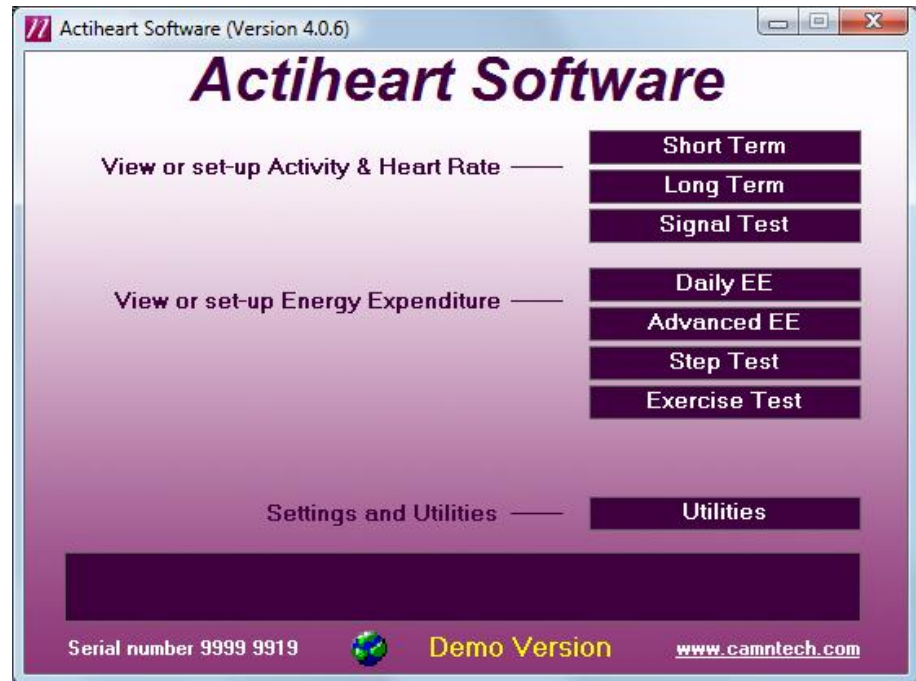 Actiheart Software (Version 4.0.6)
Actiheart Software
View or set-up Activity & Heart Rate
Short Term
Long Term
Signal Test
View or set-up Energy Expenditure
Daily EE
Advanced EE
Step Test
Exercise Test
Settings and Utilities
Utilities
Serial number 9999 9919
Demo Version
www.camntech.com